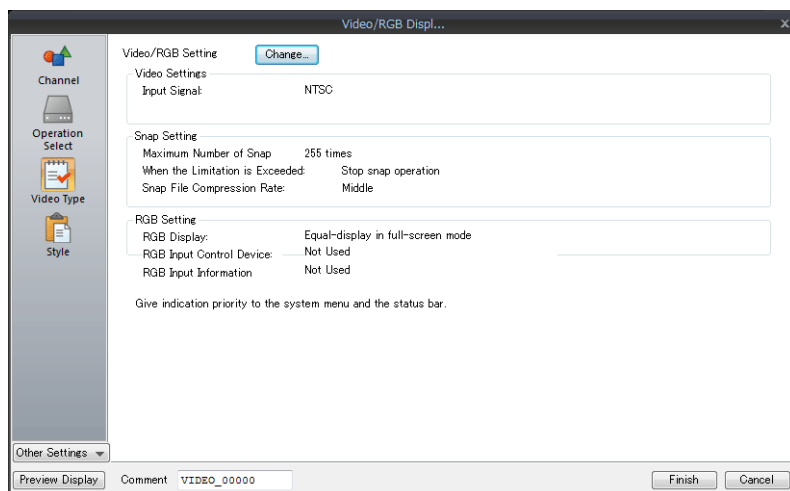 Video/RGB Displ...
Channel
Operation
Select
Video Type
Style
Other Settings
Video/RGB Setting Change...
Video Settings
Input Signal: NTSC
Snap Setting
Maximum Number of Snap 255 times
When the Limitation is Exceeded: Stop snap operation
Snap File Compression Rate: Middle
RGB Setting
RGB Display: Equal-display in full-screen mode
RGB Input Control Device: Not Used
RGB Input Information Not Used
Give indication priority to the system menu and the status bar.
Preview Display Comment VIDEO_00000 Finish Cancel